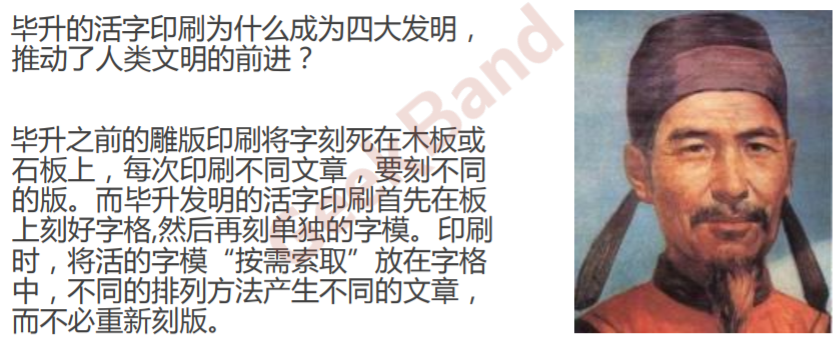 毕升的活字印刷为什么成为四大发明，
推动了人类文明的前进？
毕升之前的雕版印刷将字刻死在木板或
石板上，每次印刷不同文章，要刻不同
的版。而毕升发明的活字印刷首先在板
上刻好字格,然后再刻单独的字模。印刷
时，将活的字模“按需索取”放在字格
中，不同的排列方法产生不同的文章，
而不必重新刻版。
GeekBand